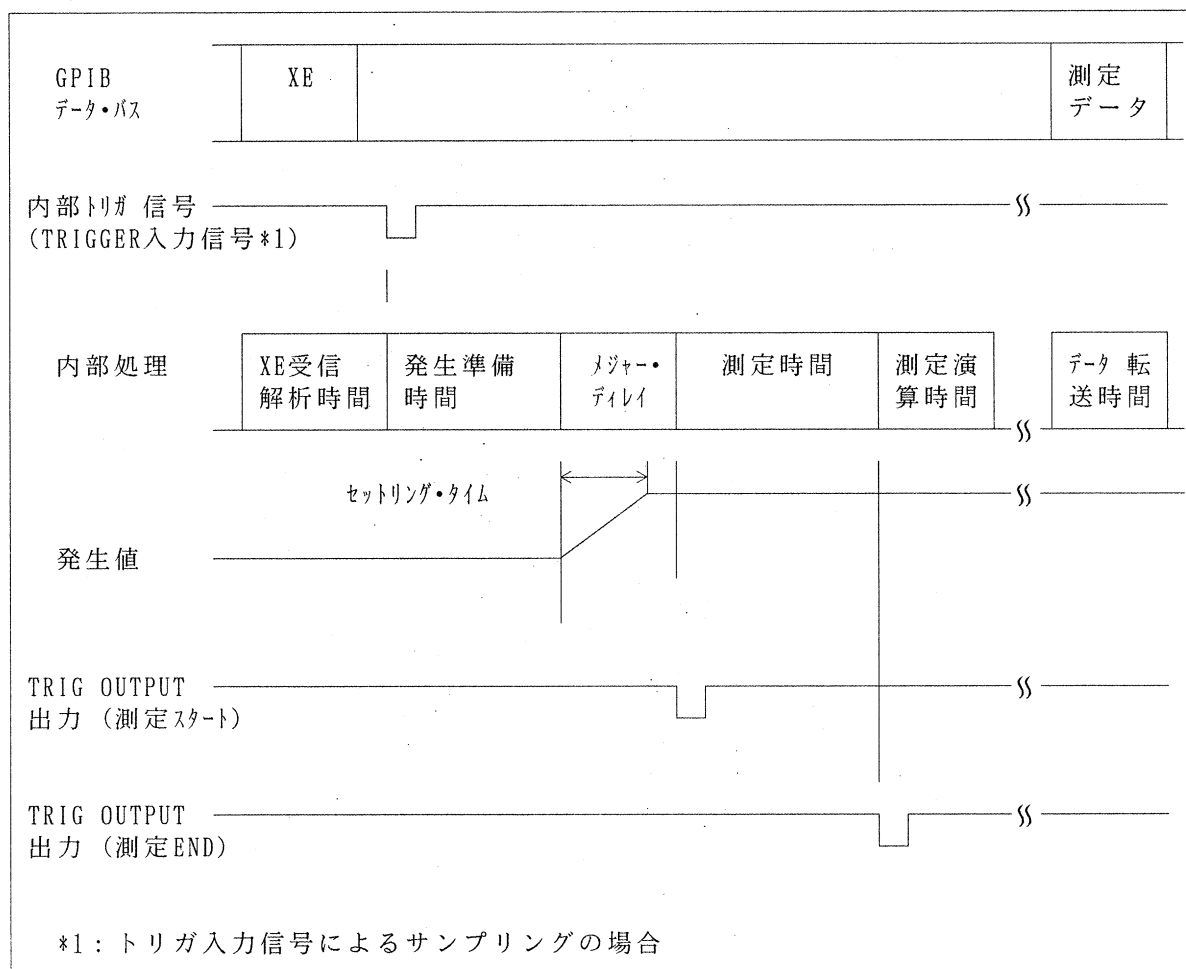 GPIB
データ・バス
XE
測定
データ
内部トリガ 信号
(TRIGGER入力信号*1)
内部処理
XE受信
解析時間
発生準備
時間
メジャー・
ディレイ
測定時間
測定演
算時間
データ 転
送時間
セットリング・タイム
発生値
TRIG OUTPUT
出力 (測定スタート)
TRIG OUTPUT
出力 (測定END)
*1: トリガ入力信号によるサンプリングの場合